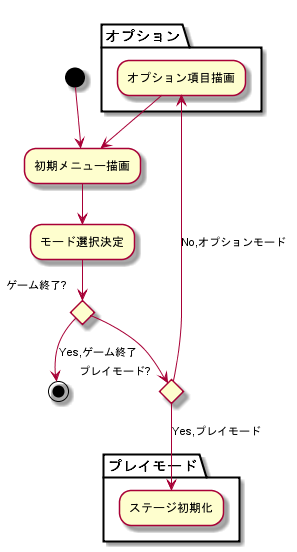 オプション
オプション項目描画
初期メニュー描画
モード選択決定
No,オプションモード
ゲーム終了?
Yes,ゲーム終了
プレイモード?
Yes,プレイモード
プレイモード
ステージ初期化